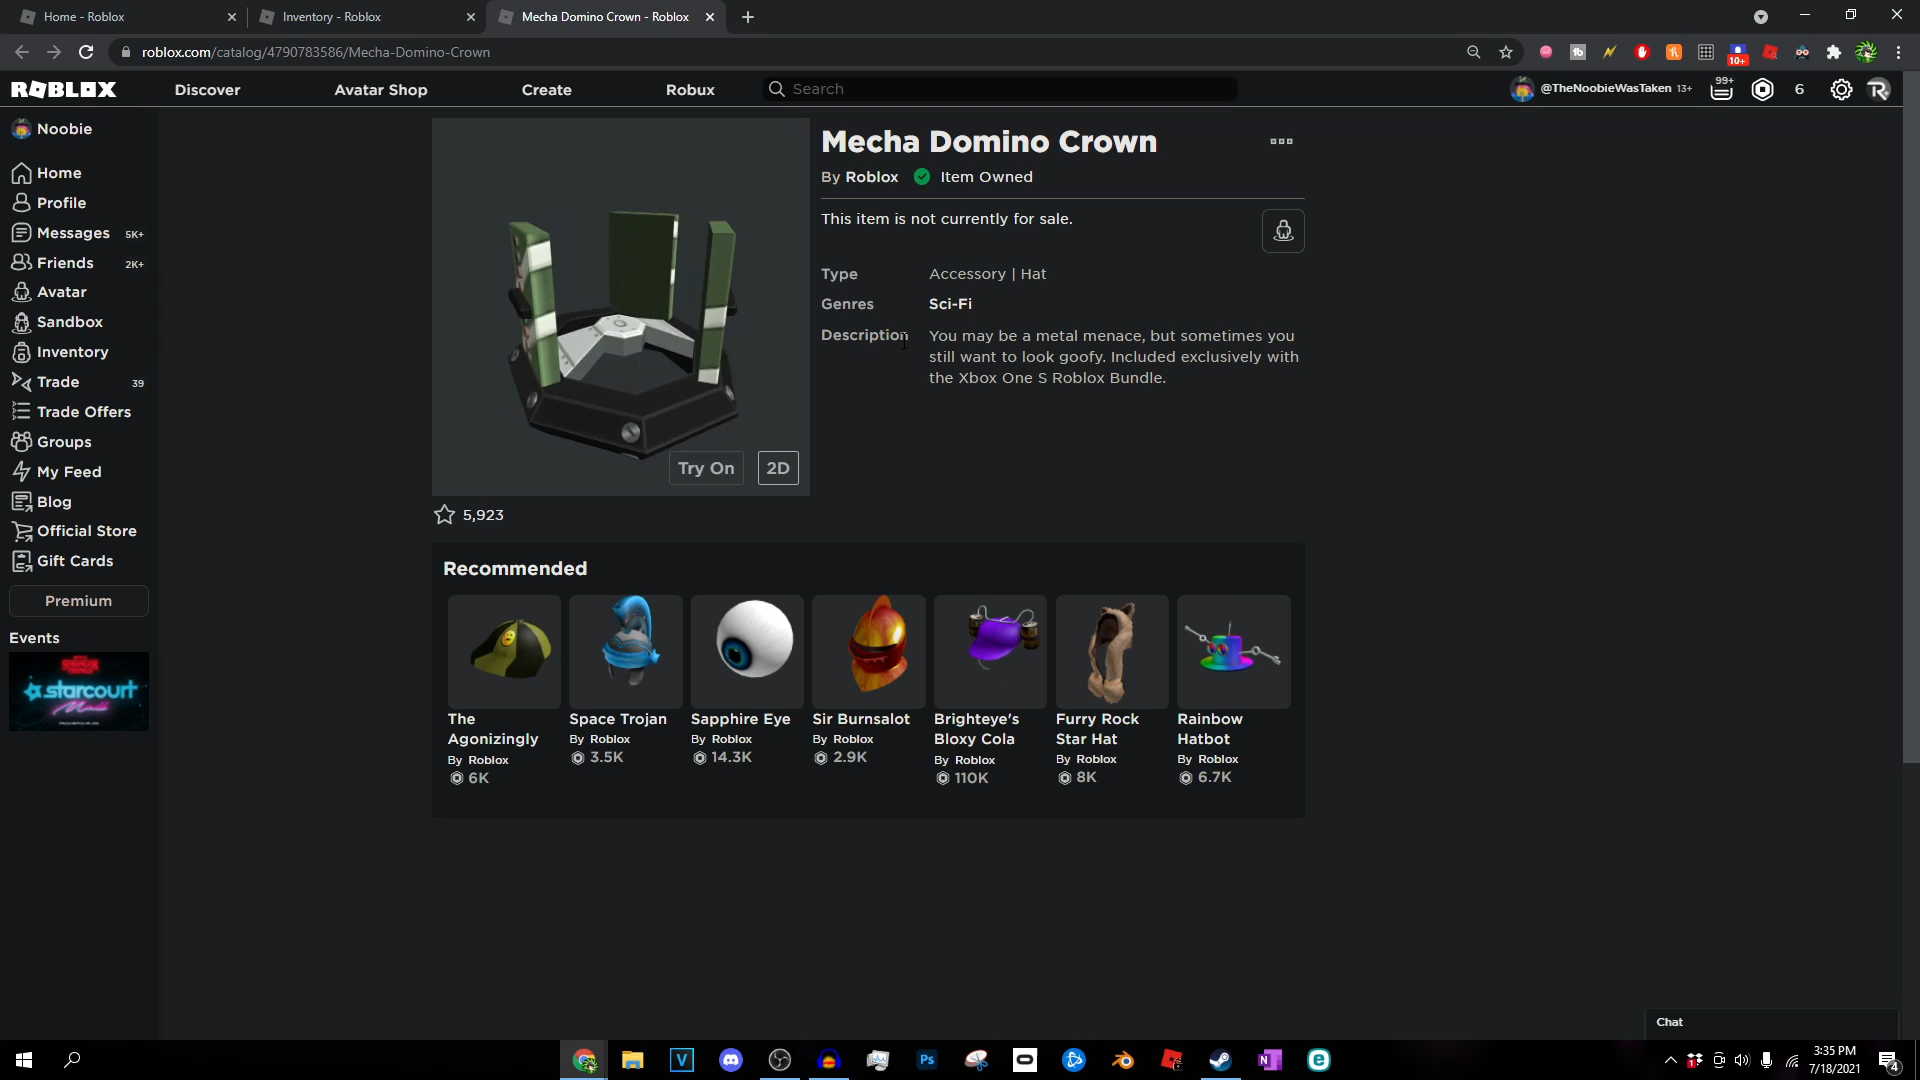 Home - Roblox
Inventory - Roblox
Mecha Domino Crown - Roblox
roblox.com/catalog/4790783586/Mecha-Domino-Crown
10+
ROBLOX
Discover
Avatar Shop
Create
Robux
Search
@TheNoobieWasTaken 13+
99+
6
Noobie
Home
Profile
Messages 5K+
Friends 2K+
Avatar
Sandbox
Inventory
Trade 39
Trade Offers
Groups
My Feed
Blog
Official Store
Gift Cards
Premium
Events
STRANGER THINGS
starcourt
Mall
Try On
2D
5,923
Mecha Domino Crown
By Roblox Item Owned
This item is not currently for sale.
Type Accessory | Hat
Genres Sci-Fi
Description You may be a metal menace, but sometimes you
still want to look goofy. Included exclusively with
the Xbox One S Roblox Bundle.
Recommended
The
Agonizingly
By Roblox
6K
Space Trojan
By Roblox
3.5K
Sapphire Eye
By Roblox
14.3K
Sir Burnsalot
By Roblox
2.9K
Brighteye's
Bloxy Cola
By Roblox
110K
Furry Rock
Star Hat
By Roblox
8K
Rainbow
Hatbot
By Roblox
6.7K
Chat
V
Ps
N
3:35 PM
7/18/2021
4